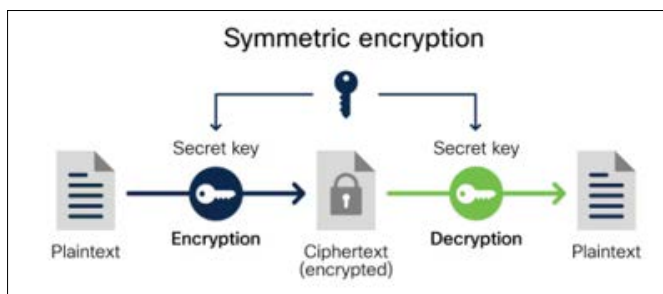 Symmetric encryption
Secret key
Secret key
Plaintext
Encryption
Ciphertext
(encrypted)
Decryption
Plaintext